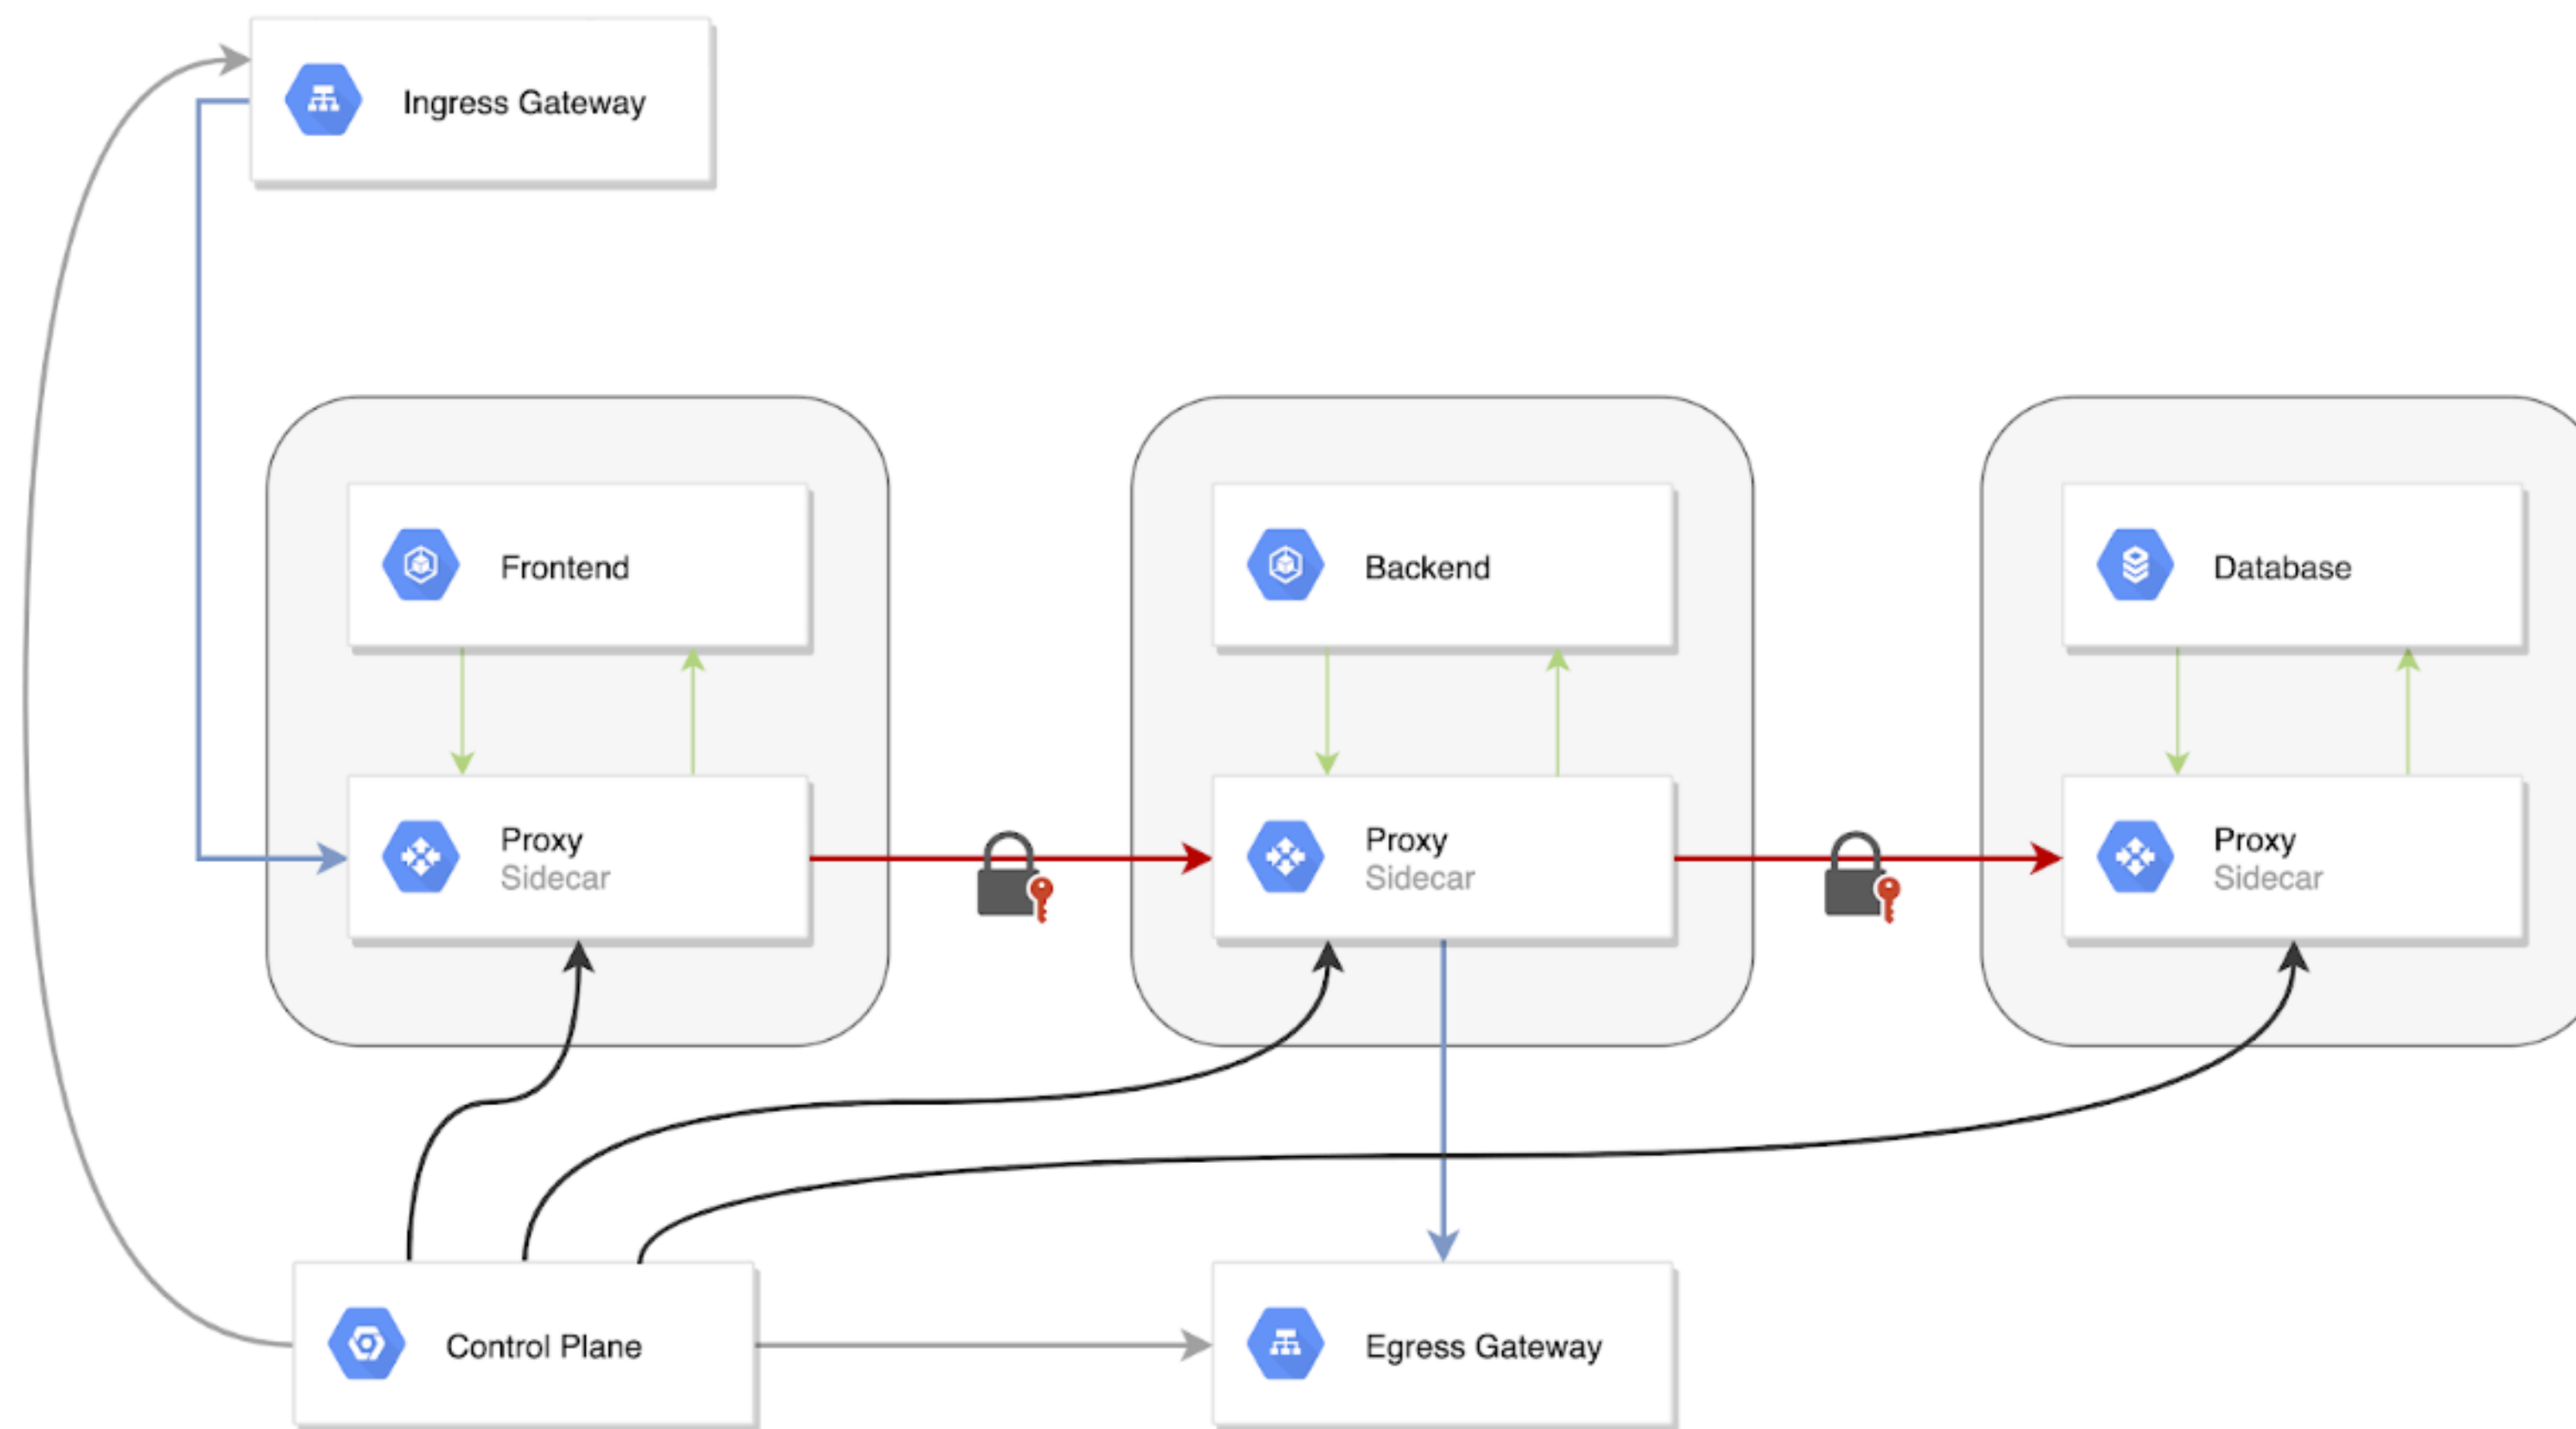 Ingress Gateway
Frontend
Backend
Database
Proxy
Sidecar
Proxy
Sidecar
Proxy
Sidecar
Control Plane
Egress Gateway